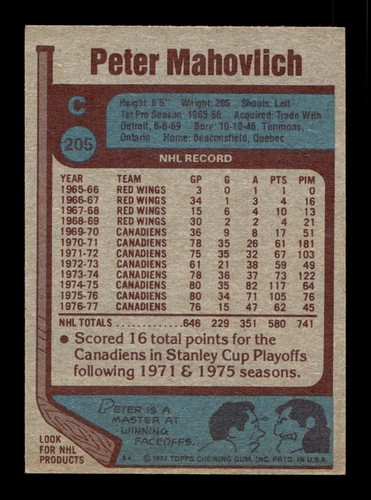 Peter Mahovlich
C
205
Height: 6'5" Weight: 205 Shoots: Left
1st Pro Season: 1965-66 Acquired: Trade With
Detroit, 6-6-69 Born: 10-10-46, Timmons,
Ontario Home: Beaconsfield, Quebec
NHL RECORD
YEAR TEAM GP G A PTS PIM
1965-66 RED WINGS 3 0 1 1 0
1966-67 RED WINGS 34 1 3 4 16
1967-68 RED WINGS 15 6 4 10 13
1968-69 RED WINGS 30 2 2 4 21
1969-70 CANADIENS 36 9 8 17 51
1970-71 CANADIENS 78 35 26 61 181
1971-72 CANADIENS 75 35 32 67 103
1972-73 CANADIENS 61 21 38 59 49
1973-74 CANADIENS 78 36 37 73 122
1974-75 CANADIENS 80 35 82 117 64
1975-76 CANADIENS 80 34 71 105 76
1976-77 CANADIENS 76 15 47 62 45
NHL TOTALS 646 229 351 580 741
• Scored 16 total points for the
Canadiens in Stanley Cup Playoffs
following 1971 & 1975 seasons.
PETER IS A
MASTER AT
WINNING
FACEOFFS.
LOOK
FOR NHL
PRODUCTS
© 1977 TOPPS CHEWING GUM, INC. PRTD. IN U.S.A.